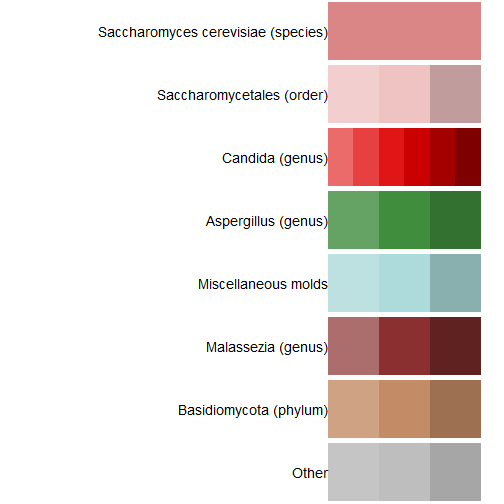 Saccharomyces cerevisiae (species)
Saccharomycetales (order)
Candida (genus)
Aspergillus (genus)
Miscellaneous molds
Malassezia (genus)
Basidiomycota (phylum)
Other